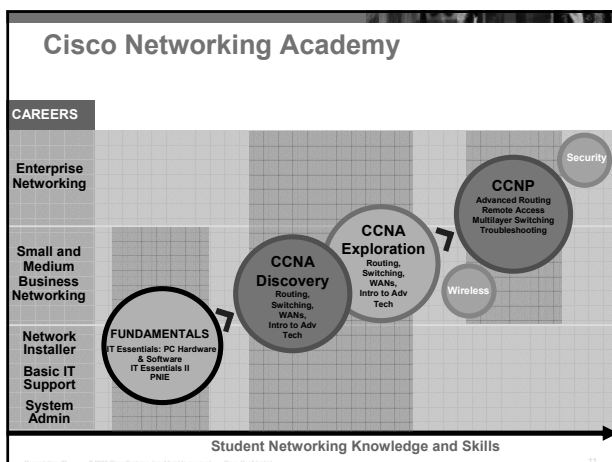 Cisco Networking Academy
CAREERS
Enterprise
Networking
Small and
Medium
Business
Networking
Network
Installer
Basic IT
Support
System
Admin
FUNDAMENTALS
IT Essentials: PC Hardware
& Software
IT Essentials II
PNIE
CCNA
Discovery
Routing,
Switching,
WANs,
Intro to Adv
Tech
CCNA
Exploration
Routing,
Switching,
WANs,
Intro to Adv
Tech
CCNP
Advanced Routing
Remote Access
Multilayer Switching
Troubleshooting
Security
Wireless
Student Networking Knowledge and Skills